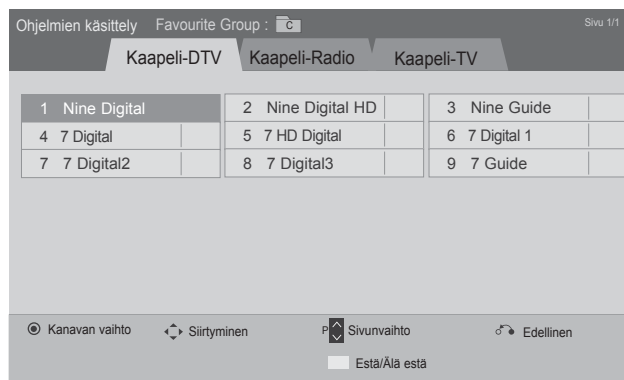 Ohjelmien käsittely Favourite Group : C Sivu 1/1
Kaapeli-DTV Kaapeli-Radio Kaapeli-TV
1 Nine Digital 2 Nine Digital HD 3 Nine Guide
4 7 Digital 5 7 HD Digital 6 7 Digital 1
7 7 Digital2 8 7 Digital3 9 7 Guide
Kanavan vaihto Siirtyminen P Sivunvaihto Edellinen
Estä/Älä estä